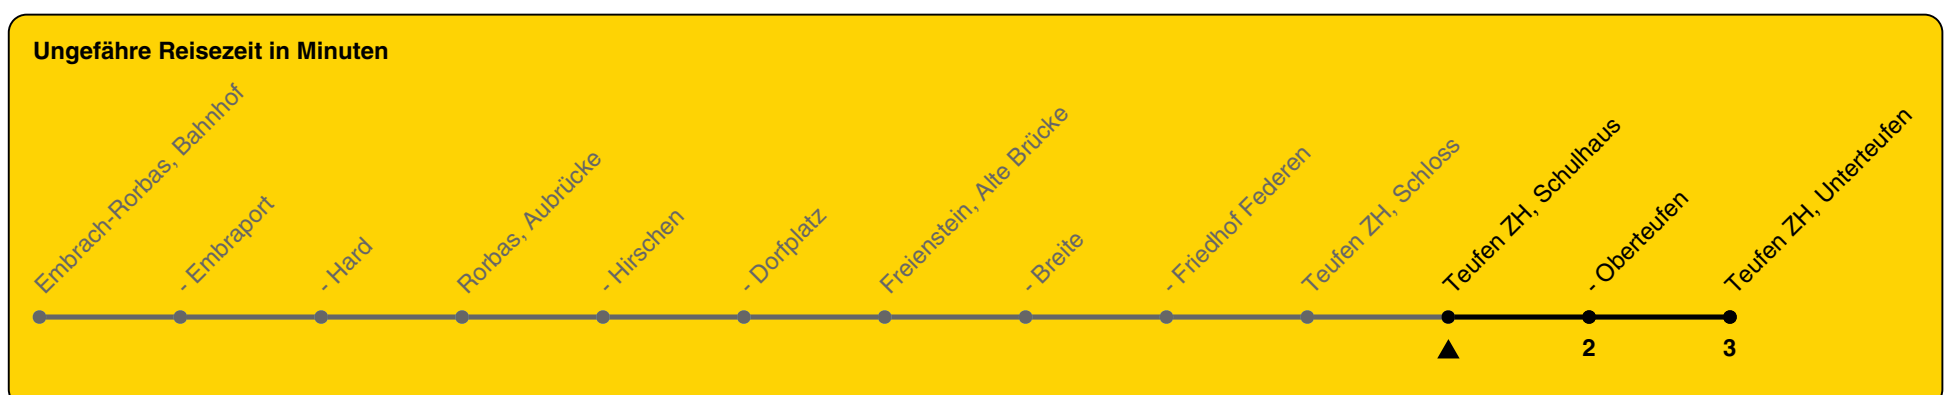 Ungefähre Reisezeit in Minuten
Embrach-Rorbas, Bahnhof
- Embraport
- Hard
Rorbas, Aubrücke
- Hirschen
- Dorfplatz
Freienstein, Alte Brücke
- Breite
- Friedhof Federen
Teufen ZH, Schloss
Teufen ZH, Schulhaus
- Oberteufen
Teufen ZH, Unterteufen
2
3